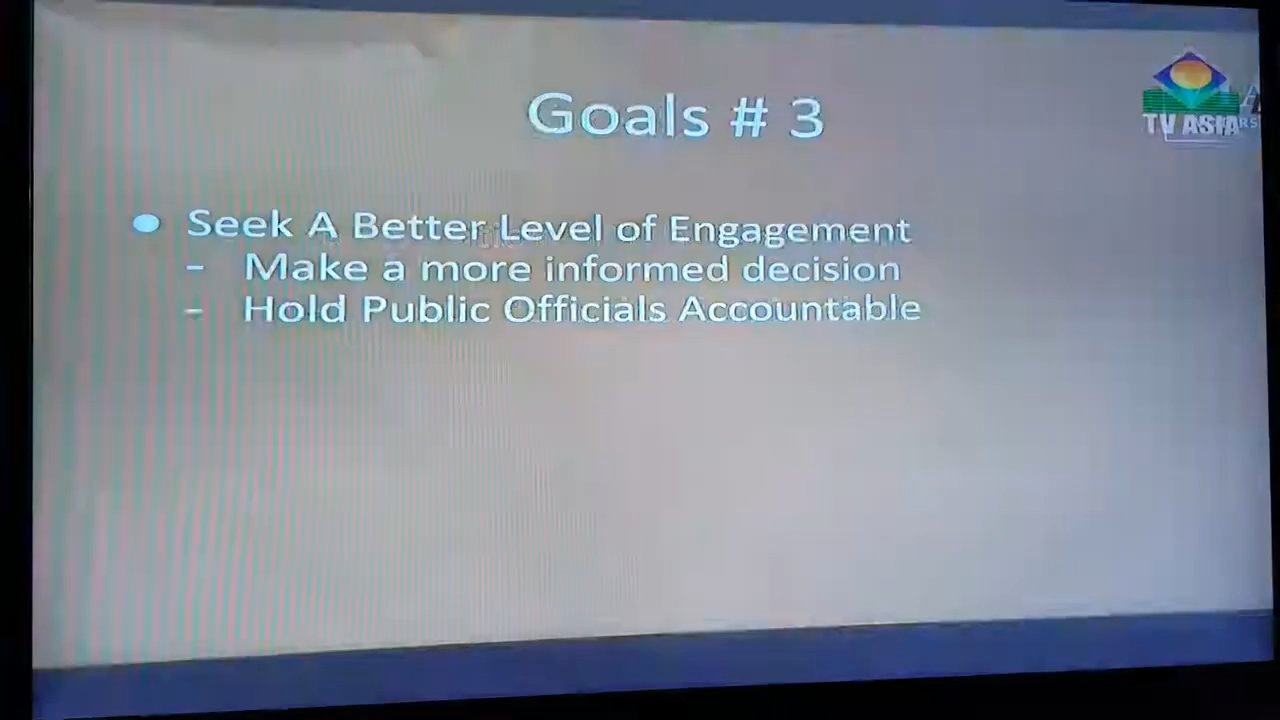 Goals # 3
TV ASIA
• Seek A Better Level of Engagement
- Make a more informed decision
- Hold Public Officials Accountable